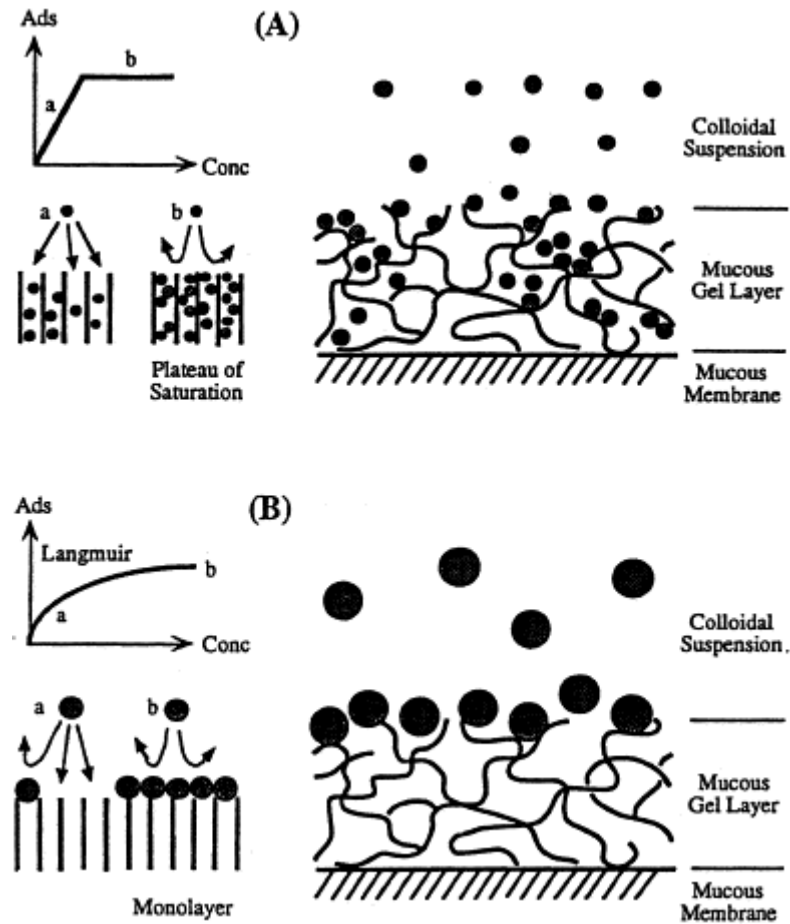 (A)
Ads
b
a
Conc
a
b
Plateau of
Saturation
Colloidal
Suspension
Mucous
Gel Layer
Mucous
Membrane
(B)
Ads
Langmuir
b
a
Conc
a
b
Monolayer
Colloidal
Suspension .
Mucous
Gel Layer
Mucous
Membrane